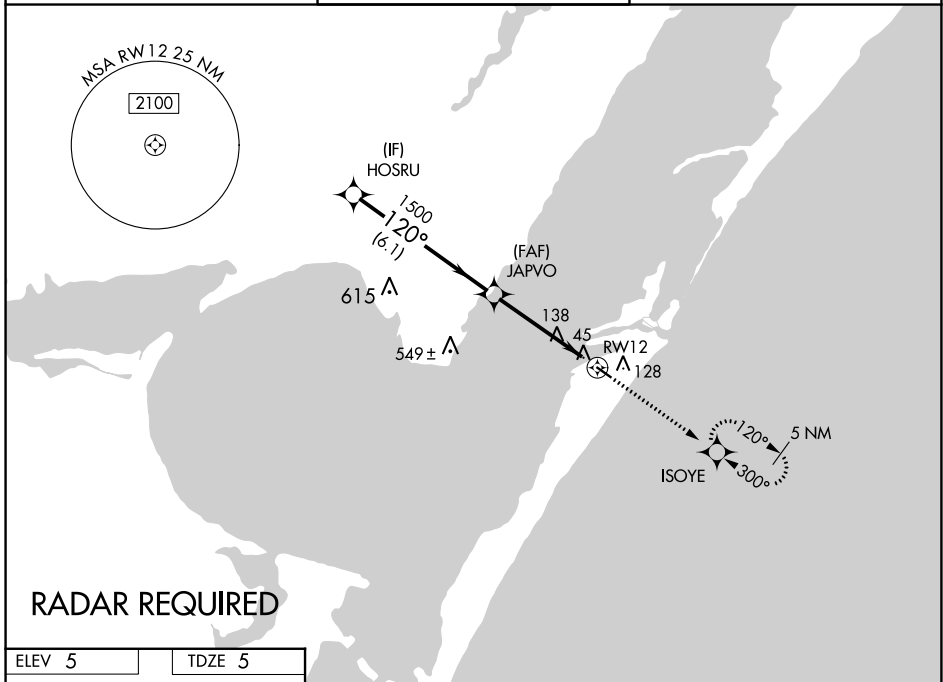 MSA RW12 25 NM
2100
(IF)
HOSRU
1500
120°
(6.1)
(FAF)
JAPVO
615
549 ±
138
45
RW12
128
120°
5 NM
300°
ISOYE
RADAR REQUIRED
ELEV 5
TDZE 5